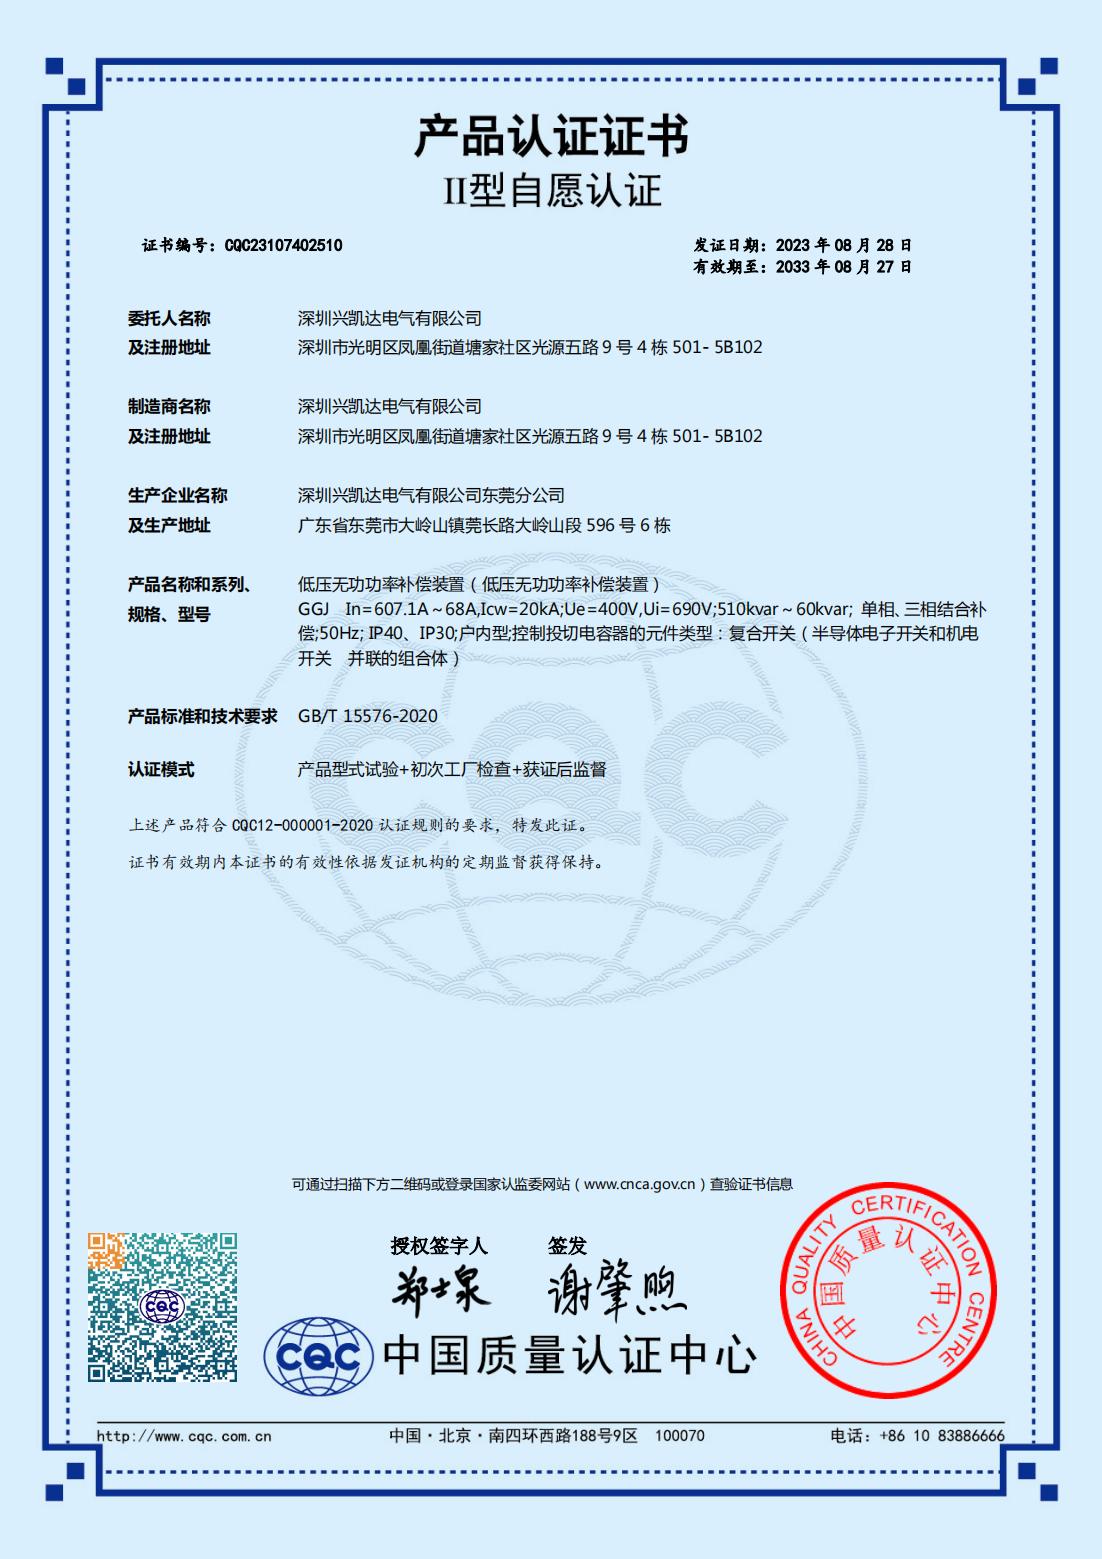 产品认证证书
II型自愿认证
证书编号：CQC23107402510
发证日期：2023 年 08 月 28 日
有效期至：2033 年 08 月 27 日
委托人名称 深圳兴凯达电气有限公司
及注册地址 深圳市光明区凤凰街道塘家社区光源五路 9 号 4 栋 501- 5B102
制造商名称 深圳兴凯达电气有限公司
及注册地址 深圳市光明区凤凰街道塘家社区光源五路 9 号 4 栋 501- 5B102
生产企业名称 深圳兴凯达电气有限公司东莞分公司
及生产地址 广东省东莞市大岭山镇莞长路大岭山段 596 号 6 栋
产品名称和系列、 低压无功功率补偿装置（低压无功功率补偿装置）
规格、型号 GGJ In=607.1A～68A,Icw=20kA;Ue=400V,Ui=690V;510kvar～60kvar; 单相、三相结合补
偿;50Hz; IP40、IP30;户内型;控制投切电容器的元件类型：复合开关（半导体电子开关和机电
开关 并联的组合体）
产品标准和技术要求 GB/T 15576-2020
认证模式 产品型式试验+初次工厂检查+获证后监督
上述产品符合 CQC12-000001-2020 认证规则的要求，特发此证。
证书有效期内本证书的有效性依据发证机构的定期监督获得保持。
CQC
可通过扫描下方二维码或登录国家认监委网站（www.cnca.gov.cn）查验证书信息
授权签字人 签发
郑士泉 谢肇煦
CQC
CQC 中国质量认证中心
CHINA QUALITY CERTIFICATION CENTRE
中国质量认证中心
http://www.cqc.com.cn 中国·北京·南四环西路188号9区 100070 电话：+86 10 83886666